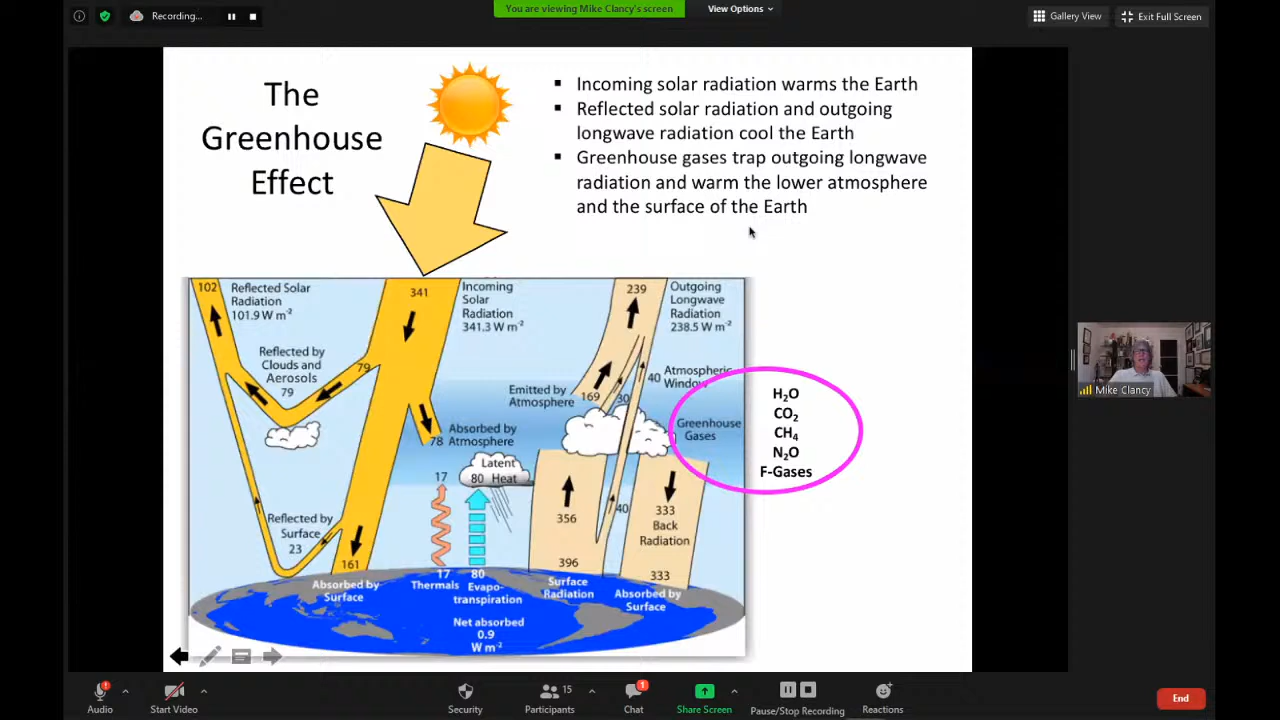 Recording...
You are viewing Mike Clancy's screen
View Options
Gallery View
Exit Full Screen
The
Greenhouse
Effect
Incoming solar radiation warms the Earth
Reflected solar radiation and outgoing
longwave radiation cool the Earth
Greenhouse gases trap outgoing longwave
radiation and warm the lower atmosphere
and the surface of the Earth
102
Reflected Solar
Radiation
101.9 W m⁻²
341
Incoming
Solar
Radiation
341.3 W m⁻²
239
Outgoing
Longwave
Radiation
238.5 W m⁻²
Reflected by
Clouds and
Aerosols
79
79
Emitted by
Atmosphere
169
30
40
Atmospheric
Window
Greenhouse
Gases
H₂O
CO₂
CH₄
N₂O
F-Gases
78
Absorbed by
Atmosphere
17
Latent
80 Heat
356
40
333
Back
Radiation
Reflected by
Surface
23
161
396
333
Absorbed by
Surface
17
Thermals
80
Evapo-
transpiration
Surface
Radiation
Absorbed by
Surface
Net absorbed
0.9
W m⁻²
Mike Clancy
Audio
Start Video
Security
15
Participants
1
Chat
Share Screen
Pause/Stop Recording
Reactions
End